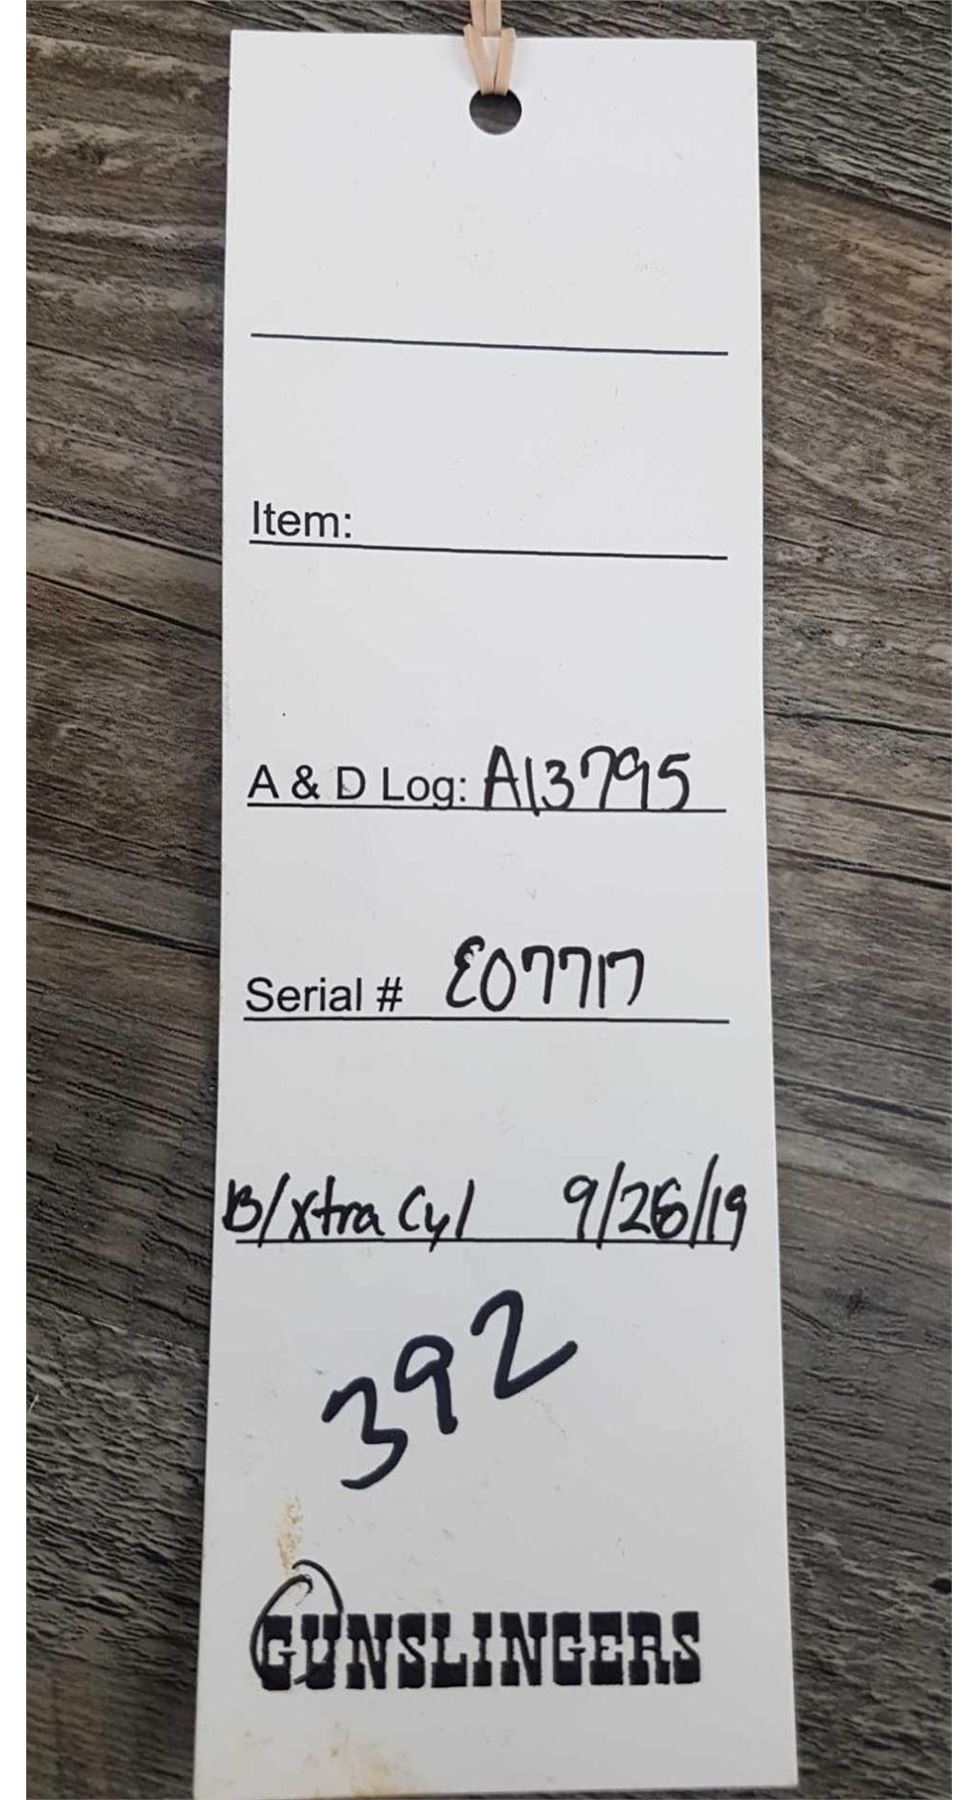 Item:
A & D Log: A13795
Serial # E07717
B/xtra Cyl 9/26/19
392
GUNSLINGERS